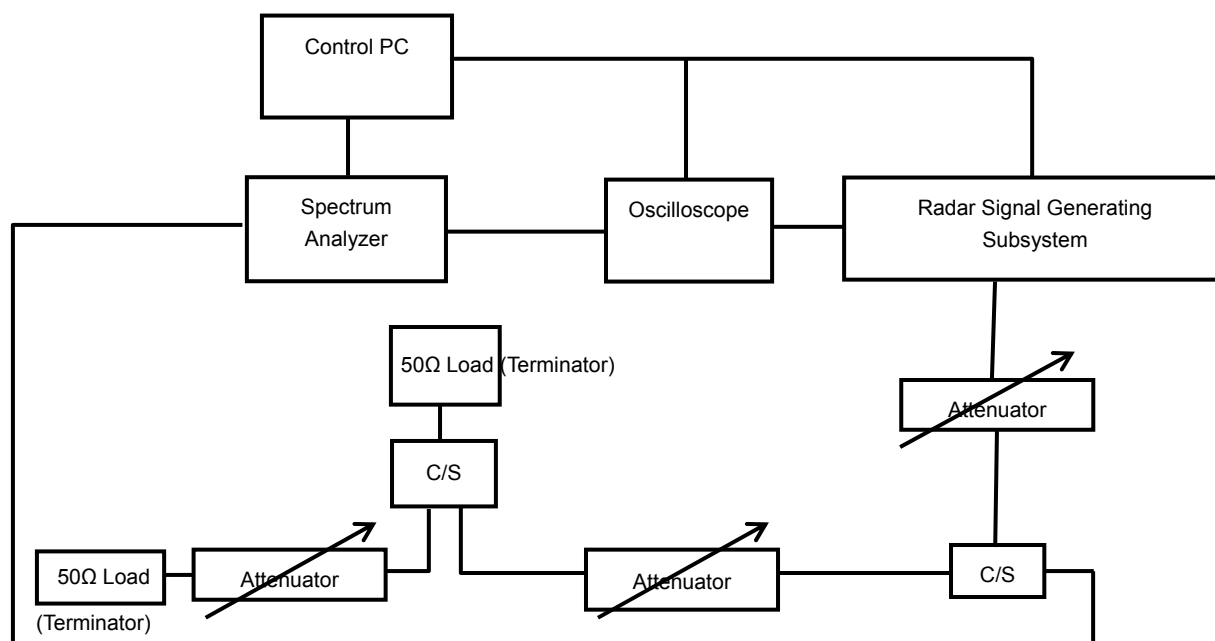 Control PC
Spectrum
Analyzer
Oscilloscope
Radar Signal Generating
Subsystem
50Ω Load (Terminator)
Attenuator
C/S
50Ω Load
(Terminator)
Attenuator
Attenuator
C/S